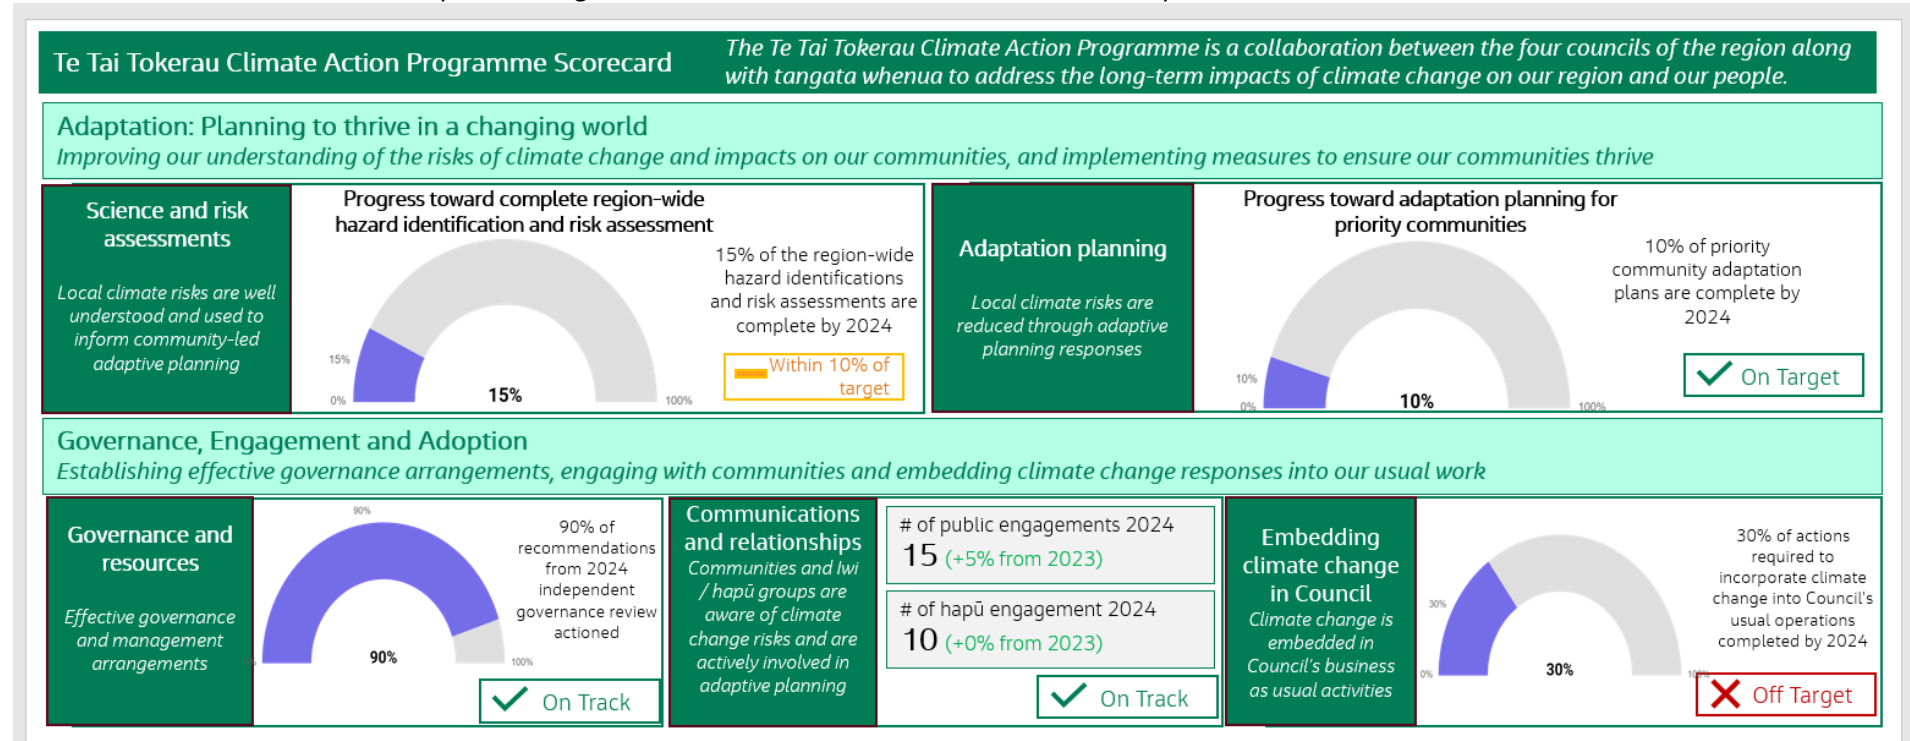 Te Tai Tokerau Climate Action Programme Scorecard
The Te Tai Tokerau Climate Action Programme is a collaboration between the four councils of the region along
with tangata whenua to address the long-term impacts of climate change on our region and our people.
Adaptation: Planning to thrive in a changing world
Improving our understanding of the risks of climate change and impacts on our communities, and implementing measures to ensure our communities thrive
Science and risk
assessments
Local climate risks are well
understood and used to
inform community-led
adaptive planning
Progress toward complete region-wide
hazard identification and risk assessment
15%
0%
15%
100%
15% of the region-wide
hazard identifications
and risk assessments are
complete by 2024
Within 10% of
target
Adaptation planning
Local climate risks are
reduced through adaptive
planning responses
Progress toward adaptation planning for
priority communities
10%
0%
10%
100%
10% of priority
community adaptation
plans are complete by
2024
On Target
Governance, Engagement and Adoption
Establishing effective governance arrangements, engaging with communities and embedding climate change responses into our usual work
Governance and
resources
Effective governance
and management
arrangements
90%
90%
100%
90% of
recommendations
from 2024
independent
governance review
actioned
On Track
Communications
and relationships
Communities and Iwi
/ hapū groups are
aware of climate
change risks and are
actively involved in
adaptive planning
# of public engagements 2024
15 (+5% from 2023)
# of hapū engagement 2024
10 (+0% from 2023)
On Track
Embedding
climate change
in Council
Climate change is
embedded in
Council's business
as usual activities
30%
0%
30%
100%
30% of actions
required to
incorporate climate
change into Council's
usual operations
completed by 2024
Off Target